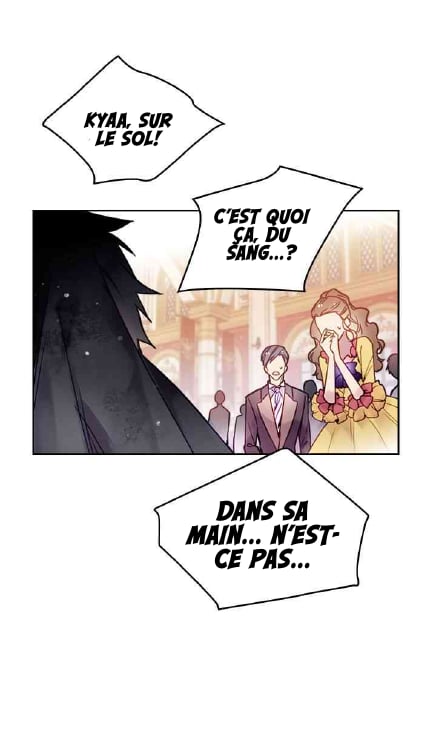 KYAA, SUR
LE SOL!
C'EST QUOI
ÇA, DU
SANG...?
DANS SA
MAIN... N'EST-
CE PAS...